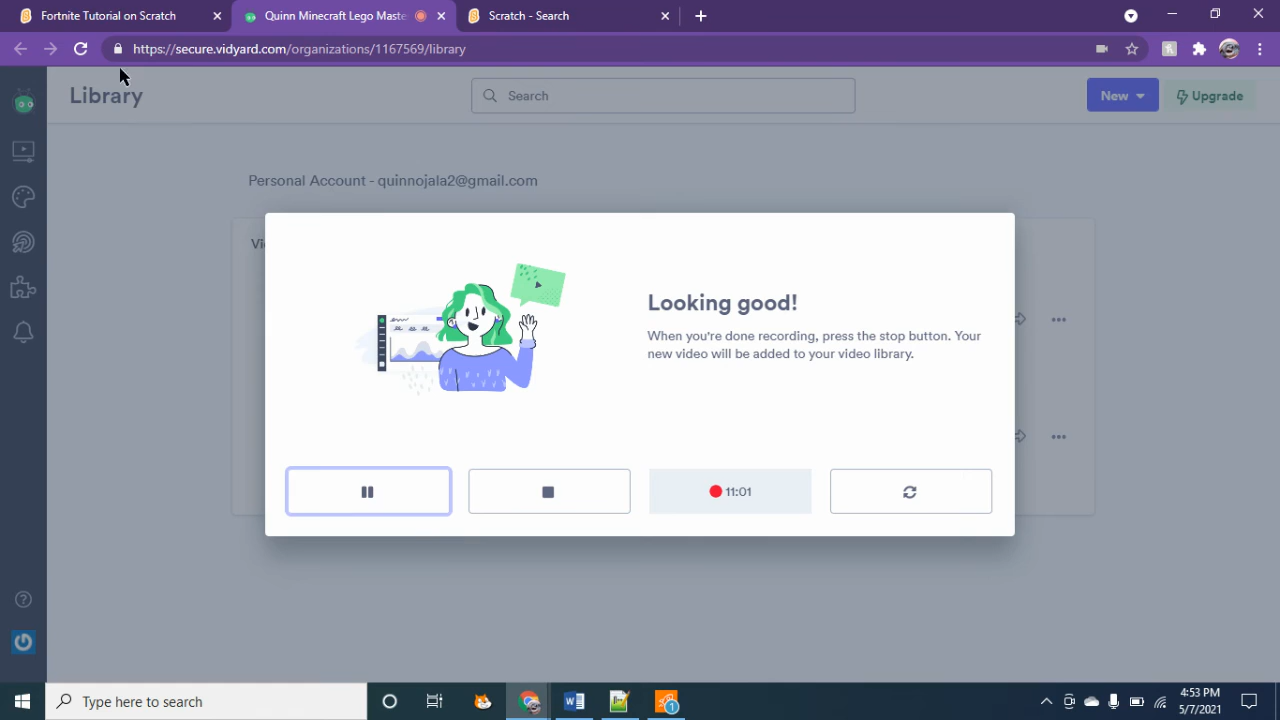 Fortnite Tutorial on Scratch
Quinn Minecraft Lego Maste
Scratch - Search
https://secure.vidyard.com/organizations/1167569/library
Library
Search
New
Upgrade
Personal Account - quinnojala2@gmail.com
Vi
Looking good!
When you're done recording, press the stop button. Your
new video will be added to your video library.
11:01
Type here to search
1
4:53 PM
5/7/2021